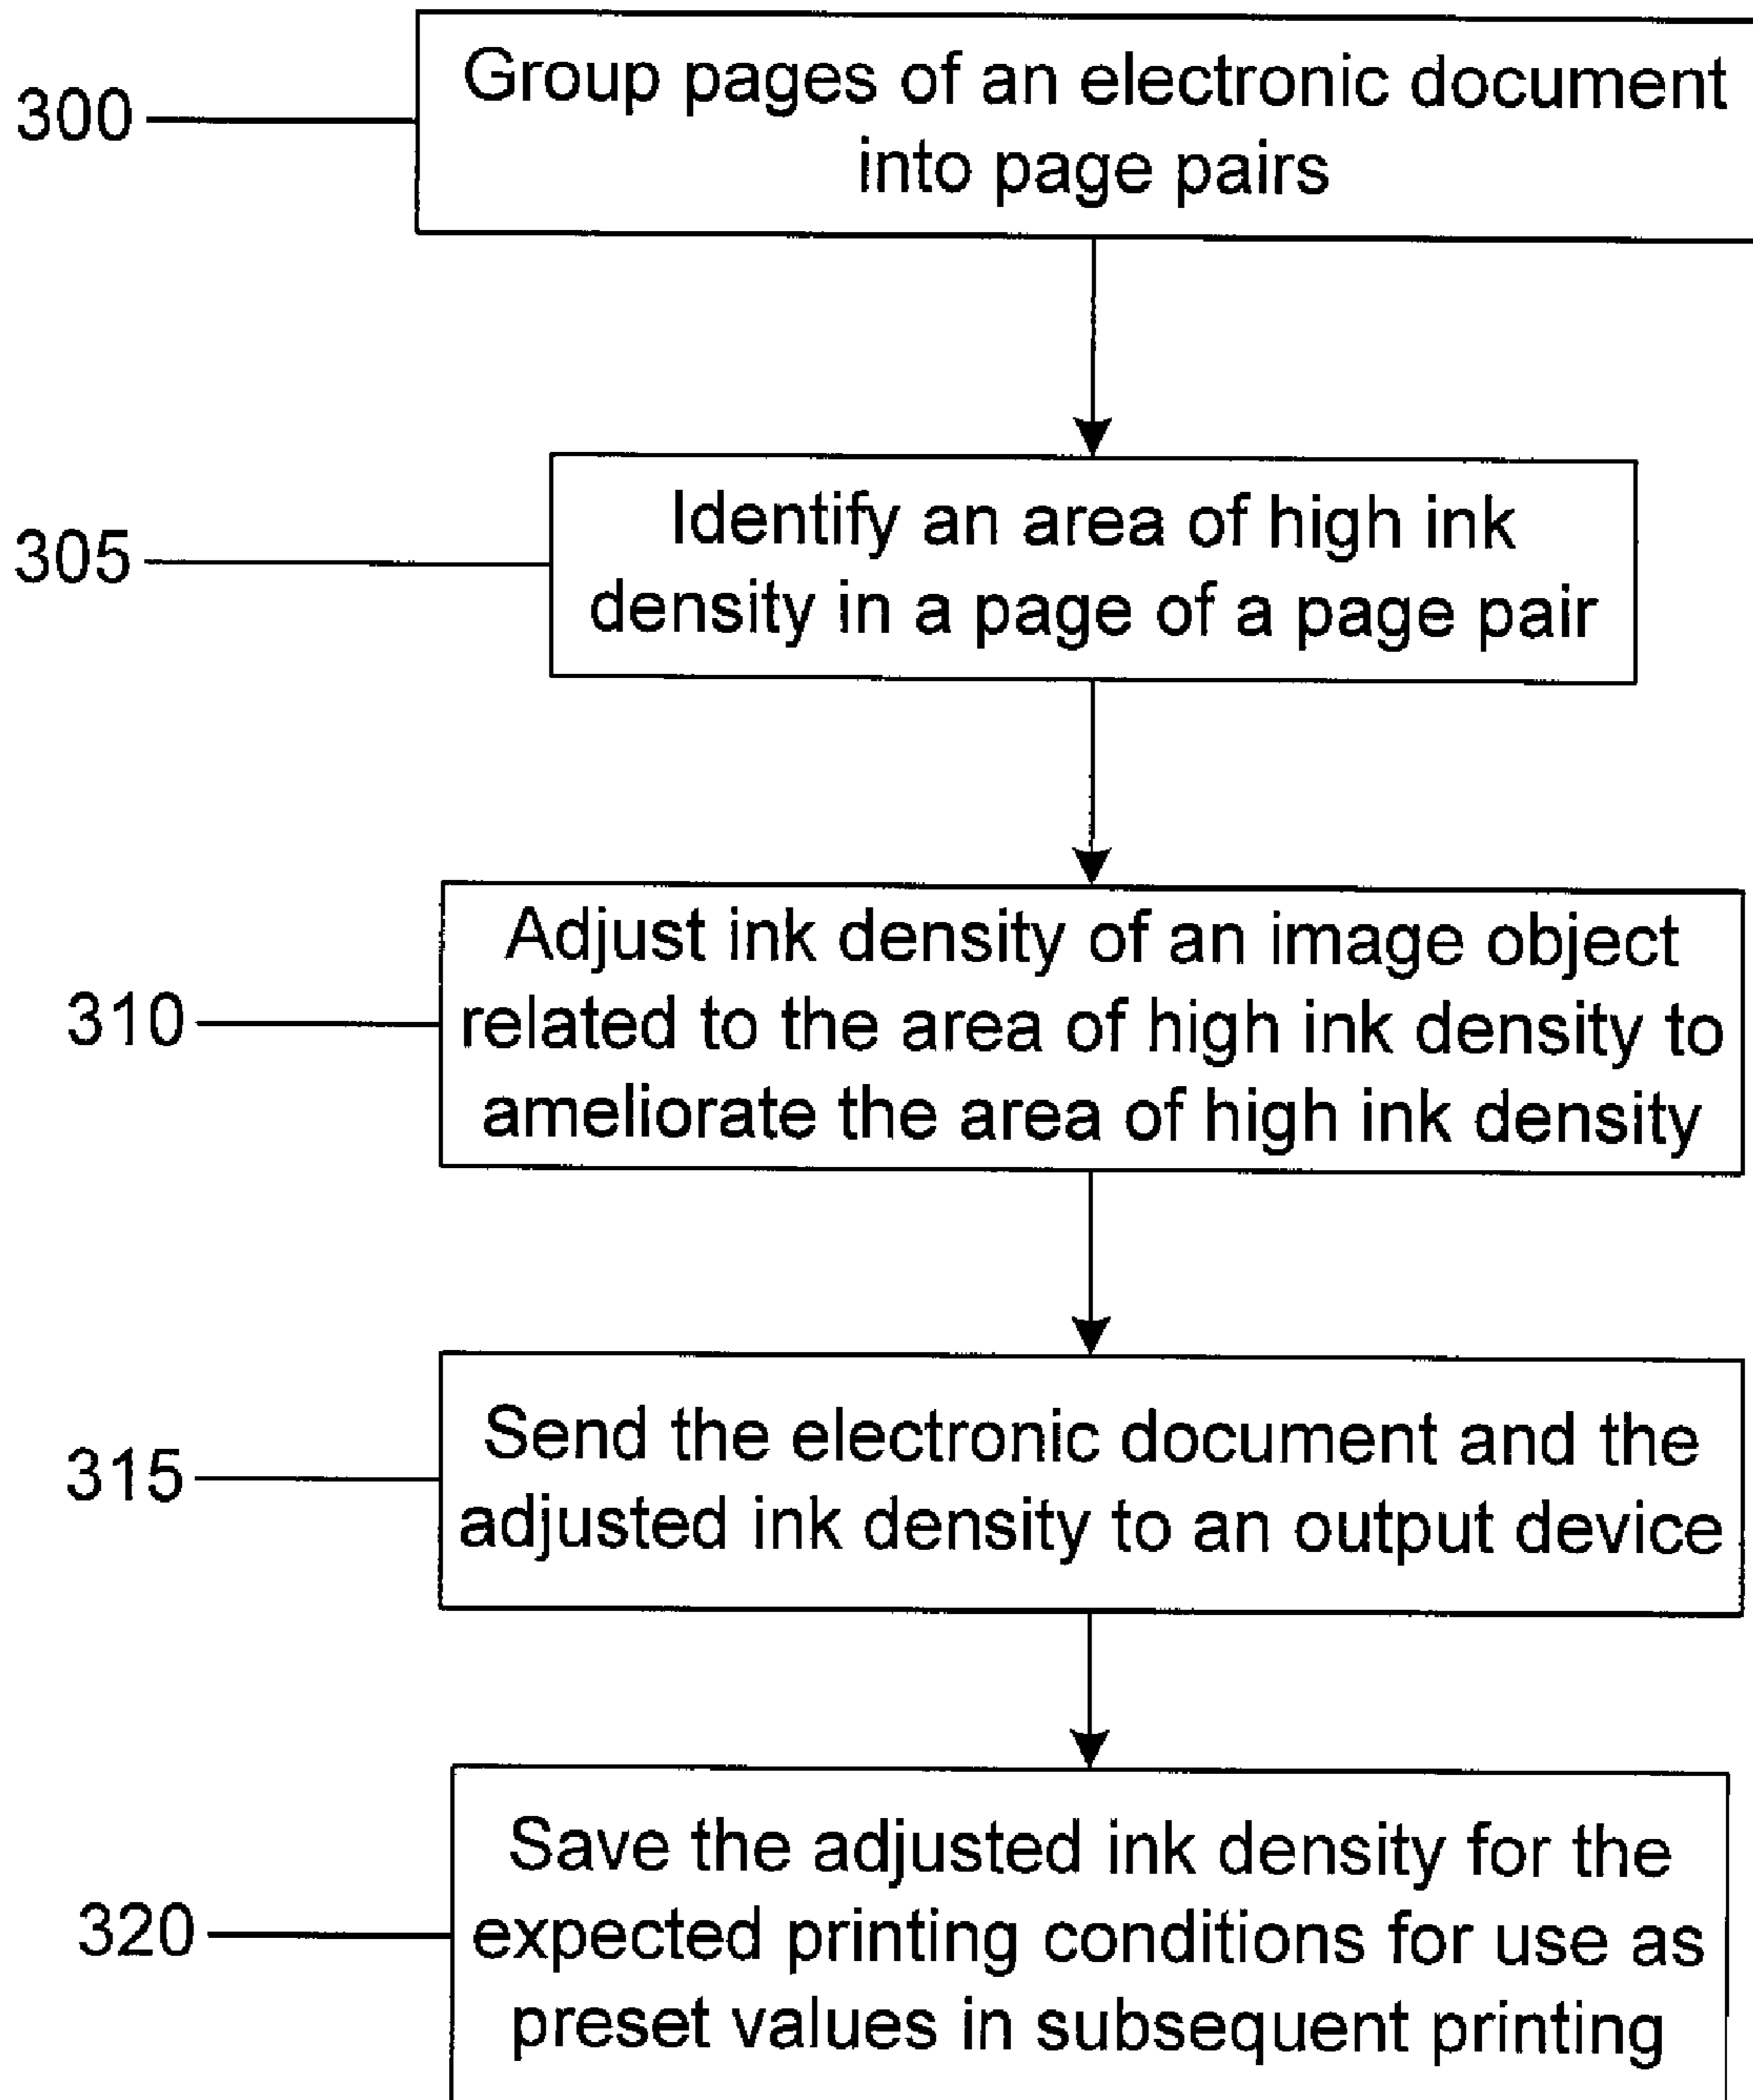 300
Group pages of an electronic document
into page pairs
305
Identify an area of high ink
density in a page of a page pair
310
Adjust ink density of an image object
related to the area of high ink density to
ameliorate the area of high ink density
315
Send the electronic document and the
adjusted ink density to an output device
320
Save the adjusted ink density for the
expected printing conditions for use as
preset values in subsequent printing